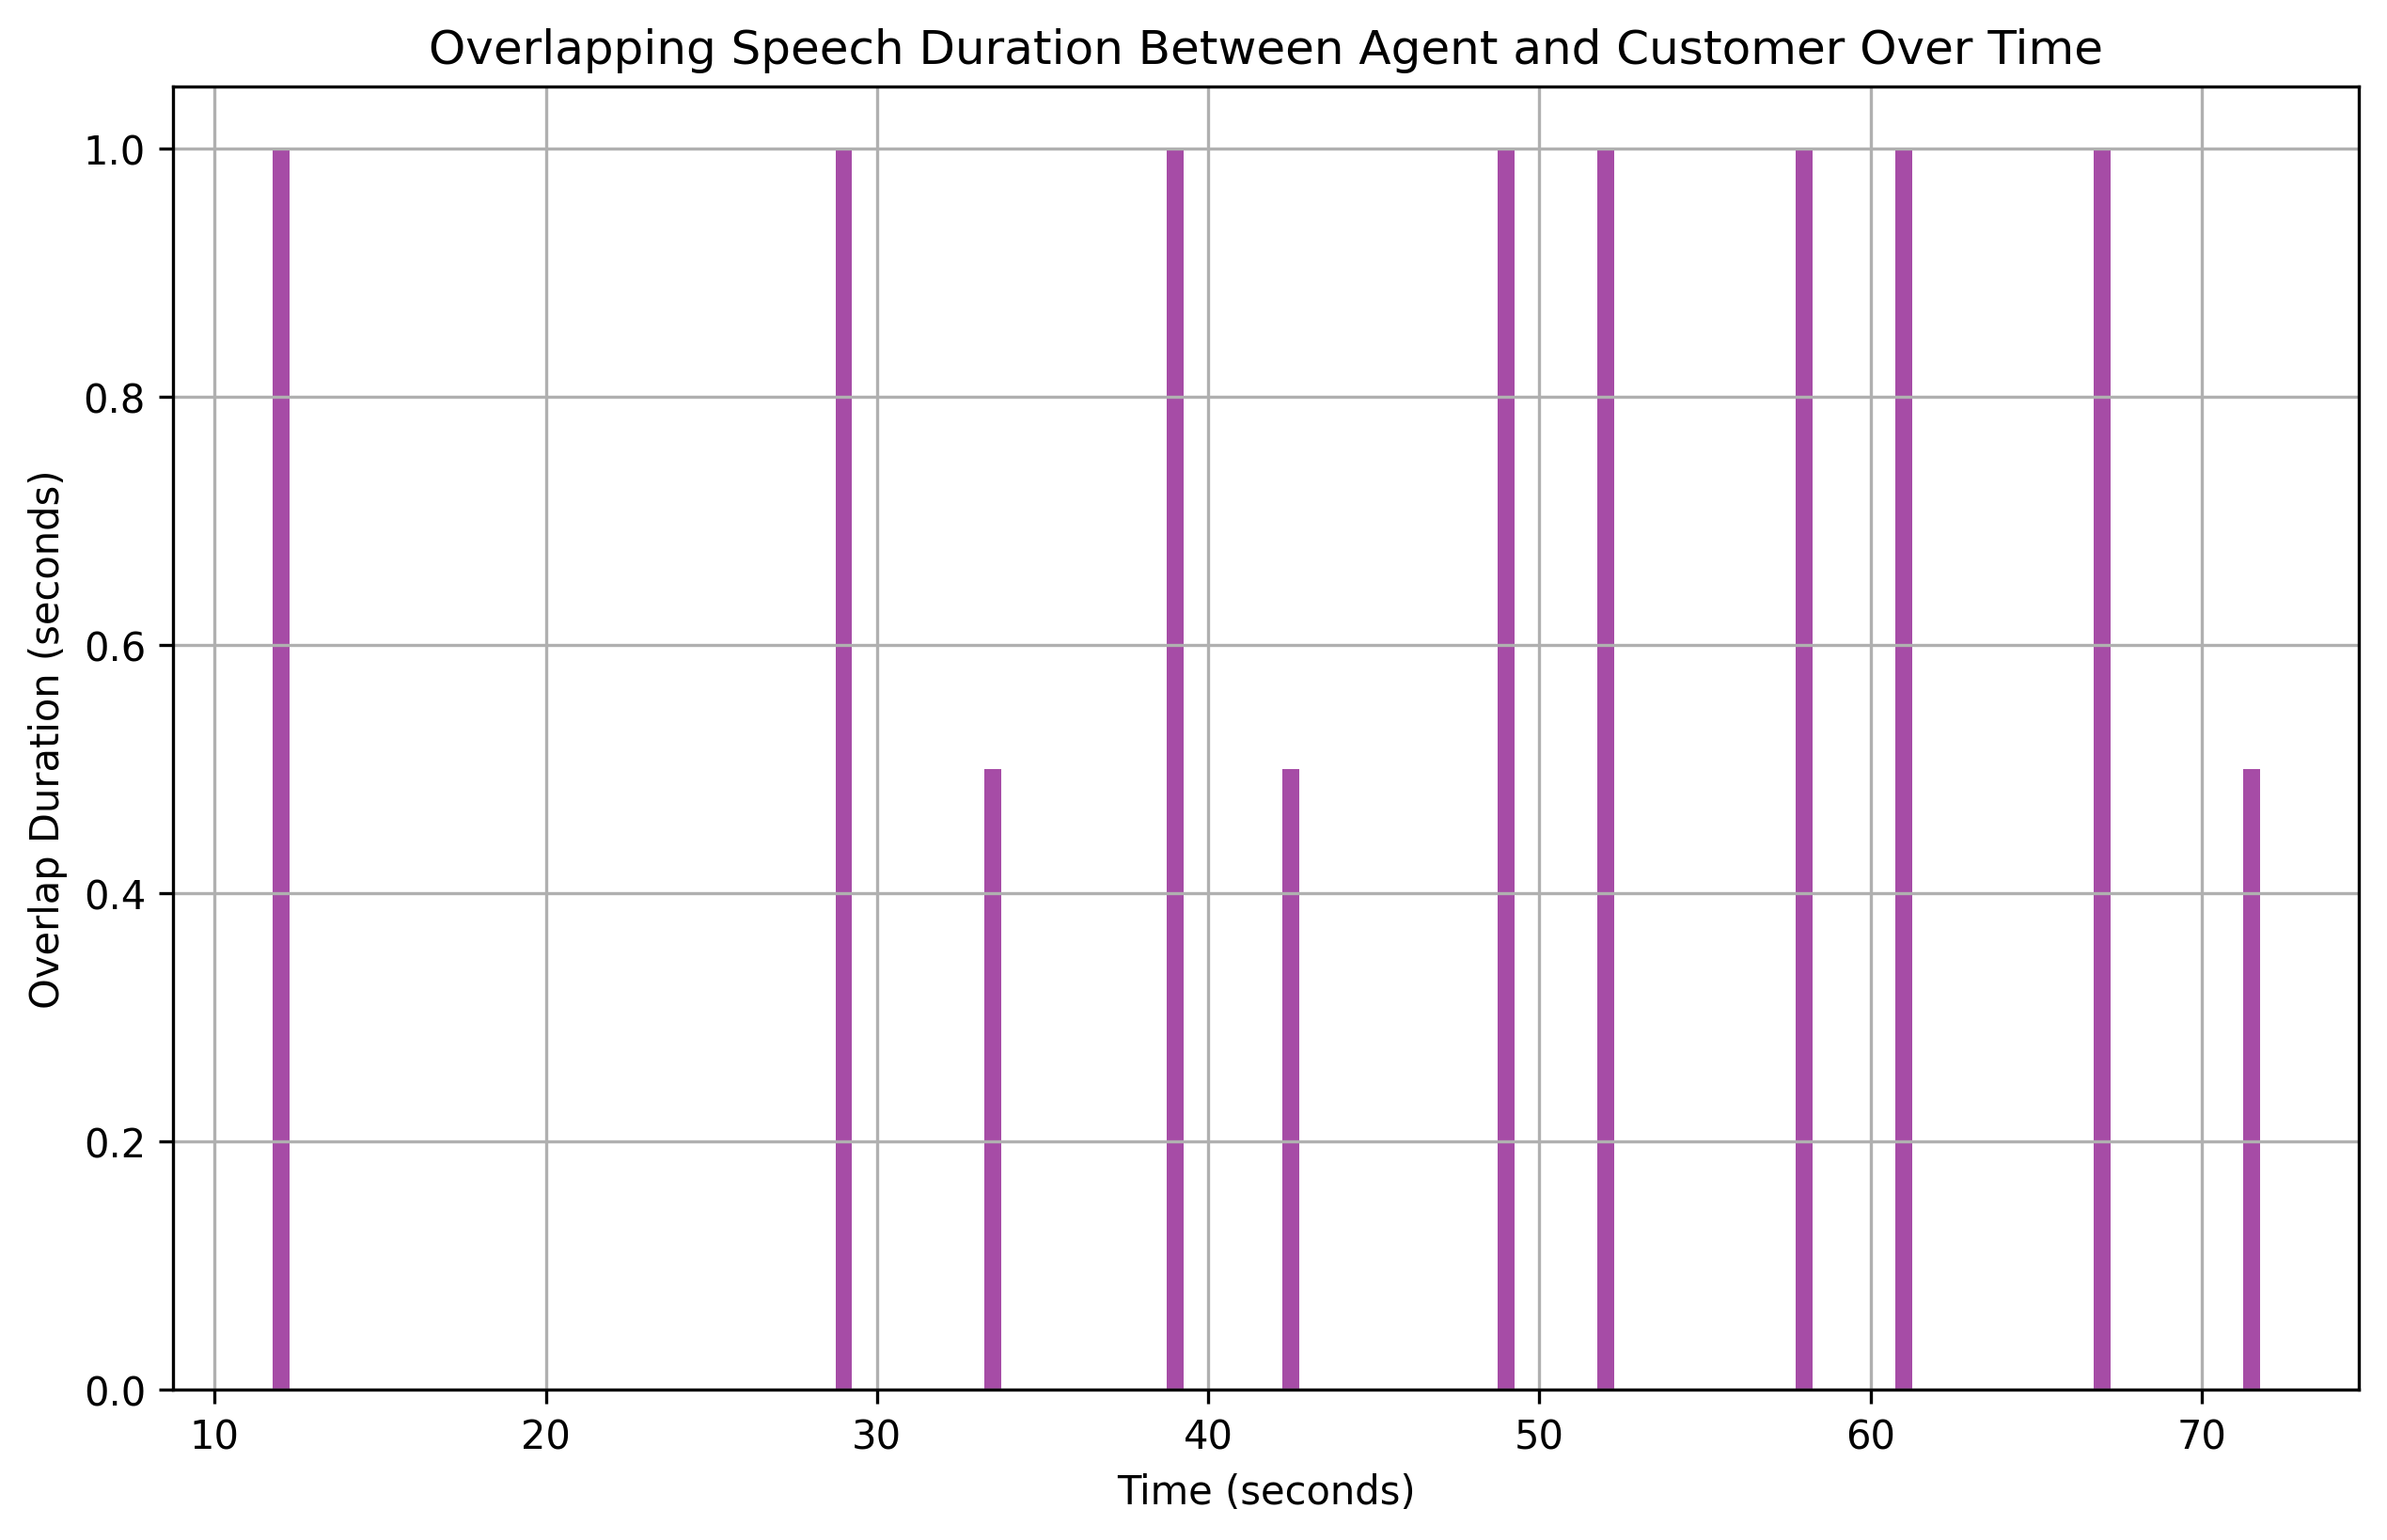 Overlapping Speech Duration Between Agent and Customer Over Time
Overlap Duration (seconds)
1.0
0.8
0.6
0.4
0.2
0.0
10 20 30 40 50 60 70
Time (seconds)